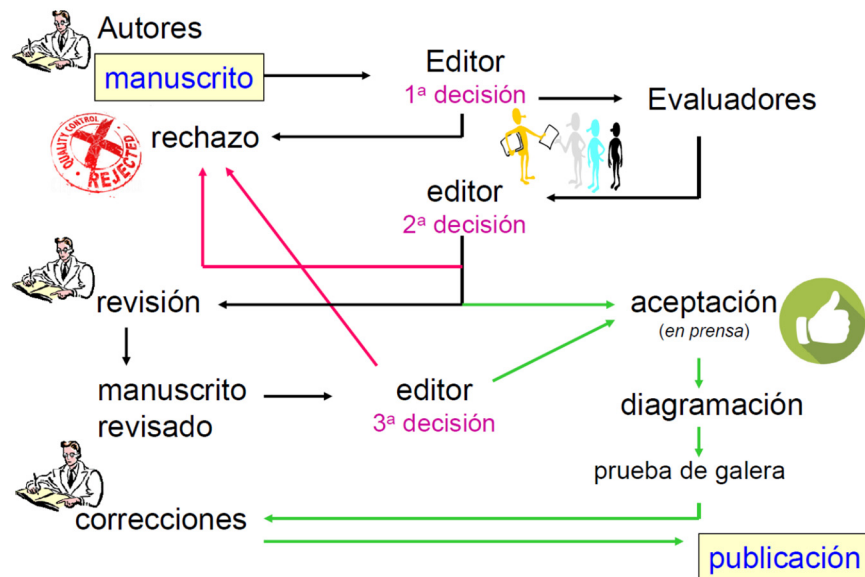 Autores
manuscrito
Editor
1ª decisión
Evaluadores
QUALITY CONTROL
REJECTED
rechazo
editor
2ª decisión
revisión
aceptación
(en prensa)
manuscrito
revisado
editor
3ª decisión
diagramación
prueba de galera
correcciones
publicación